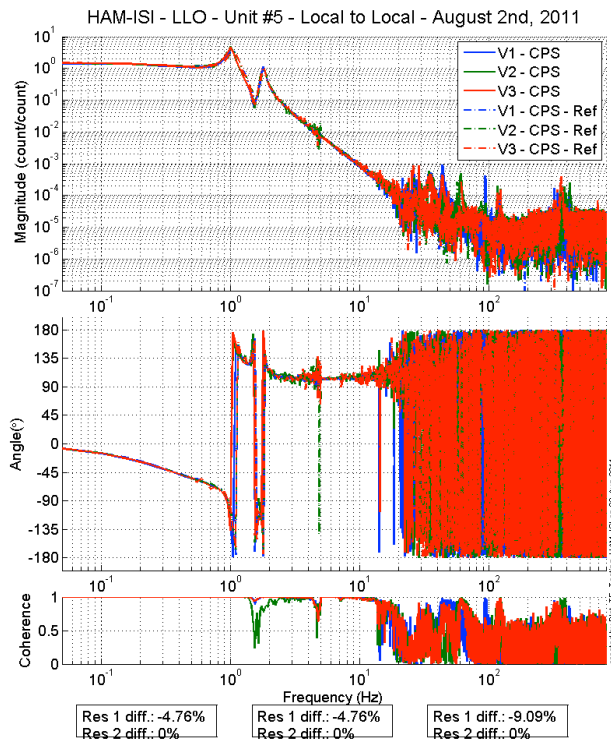 HAM-ISI - LLO - Unit #5 - Local to Local - August 2nd, 2011
Magnitude (count/count)
10^1
10^0
10^-1
10^-2
10^-3
10^-4
10^-5
10^-6
10^-7
V1 - CPS
V2 - CPS
V3 - CPS
V1 - CPS - Ref
V2 - CPS - Ref
V3 - CPS - Ref
10^-1 10^0 10^1 10^2
Angle(°)
180
135
90
45
0
-45
-90
-135
-180
10^-1 10^0 10^1 10^2
Coherence
1
0.5
0
10^-1 10^0 10^1 10^2
Frequency (Hz)
Res 1 diff.: -4.76% Res 1 diff.: -4.76% Res 1 diff.: -9.09%
Res 2 diff.: 0% Res 2 diff.: 0% Res 2 diff.: 0%